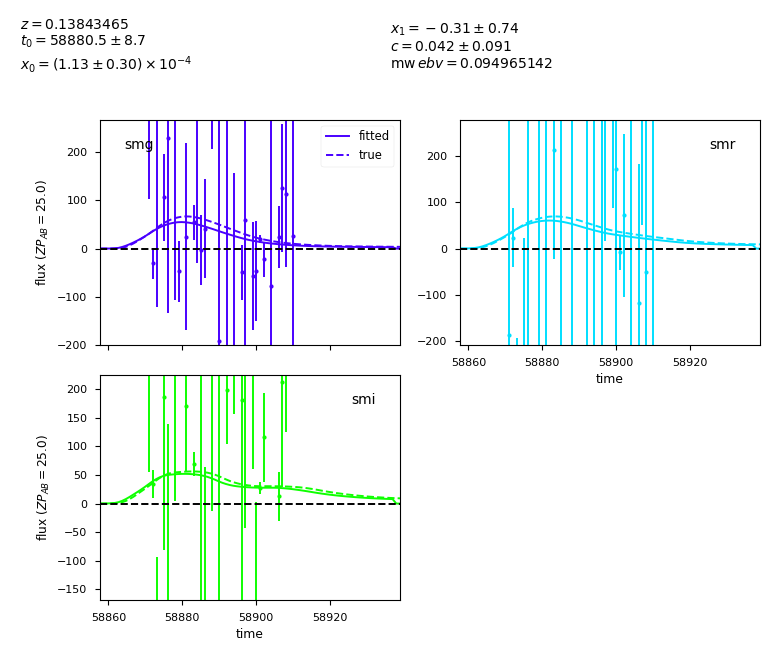 z = 0.13843465
t₀ = 58880.5 ± 8.7
x₀ = (1.13 ± 0.30) × 10⁻⁴
x₁ = −0.31 ± 0.74
c = 0.042 ± 0.091
mw ebv = 0.094965142
smg
fitted
true
flux (ZP_AB = 25.0)
200
100
0
−100
−200
smr
200
100
0
−100
−200
58860
58880
58900
58920
time
smi
flux (ZP_AB = 25.0)
200
150
100
50
0
−50
−100
−150
58860
58880
58900
58920
time